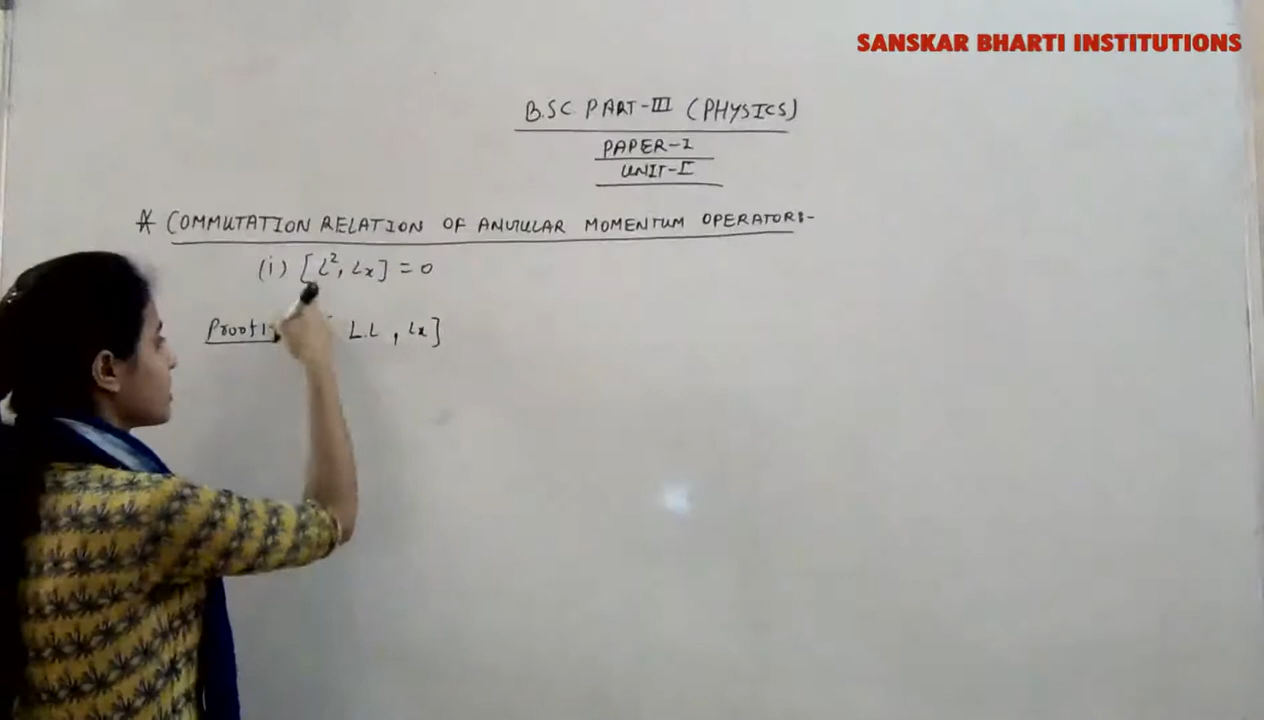 SANSKAR BHARTI INSTITUTIONS
B.SC. PART-III (PHYSICS)
PAPER-I
UNIT-I
* COMMUTATION RELATION OF ANGULAR MOMENTUM OPERATORS-
(i) [L², Lx] = 0
Proof:- L.L , Lx]